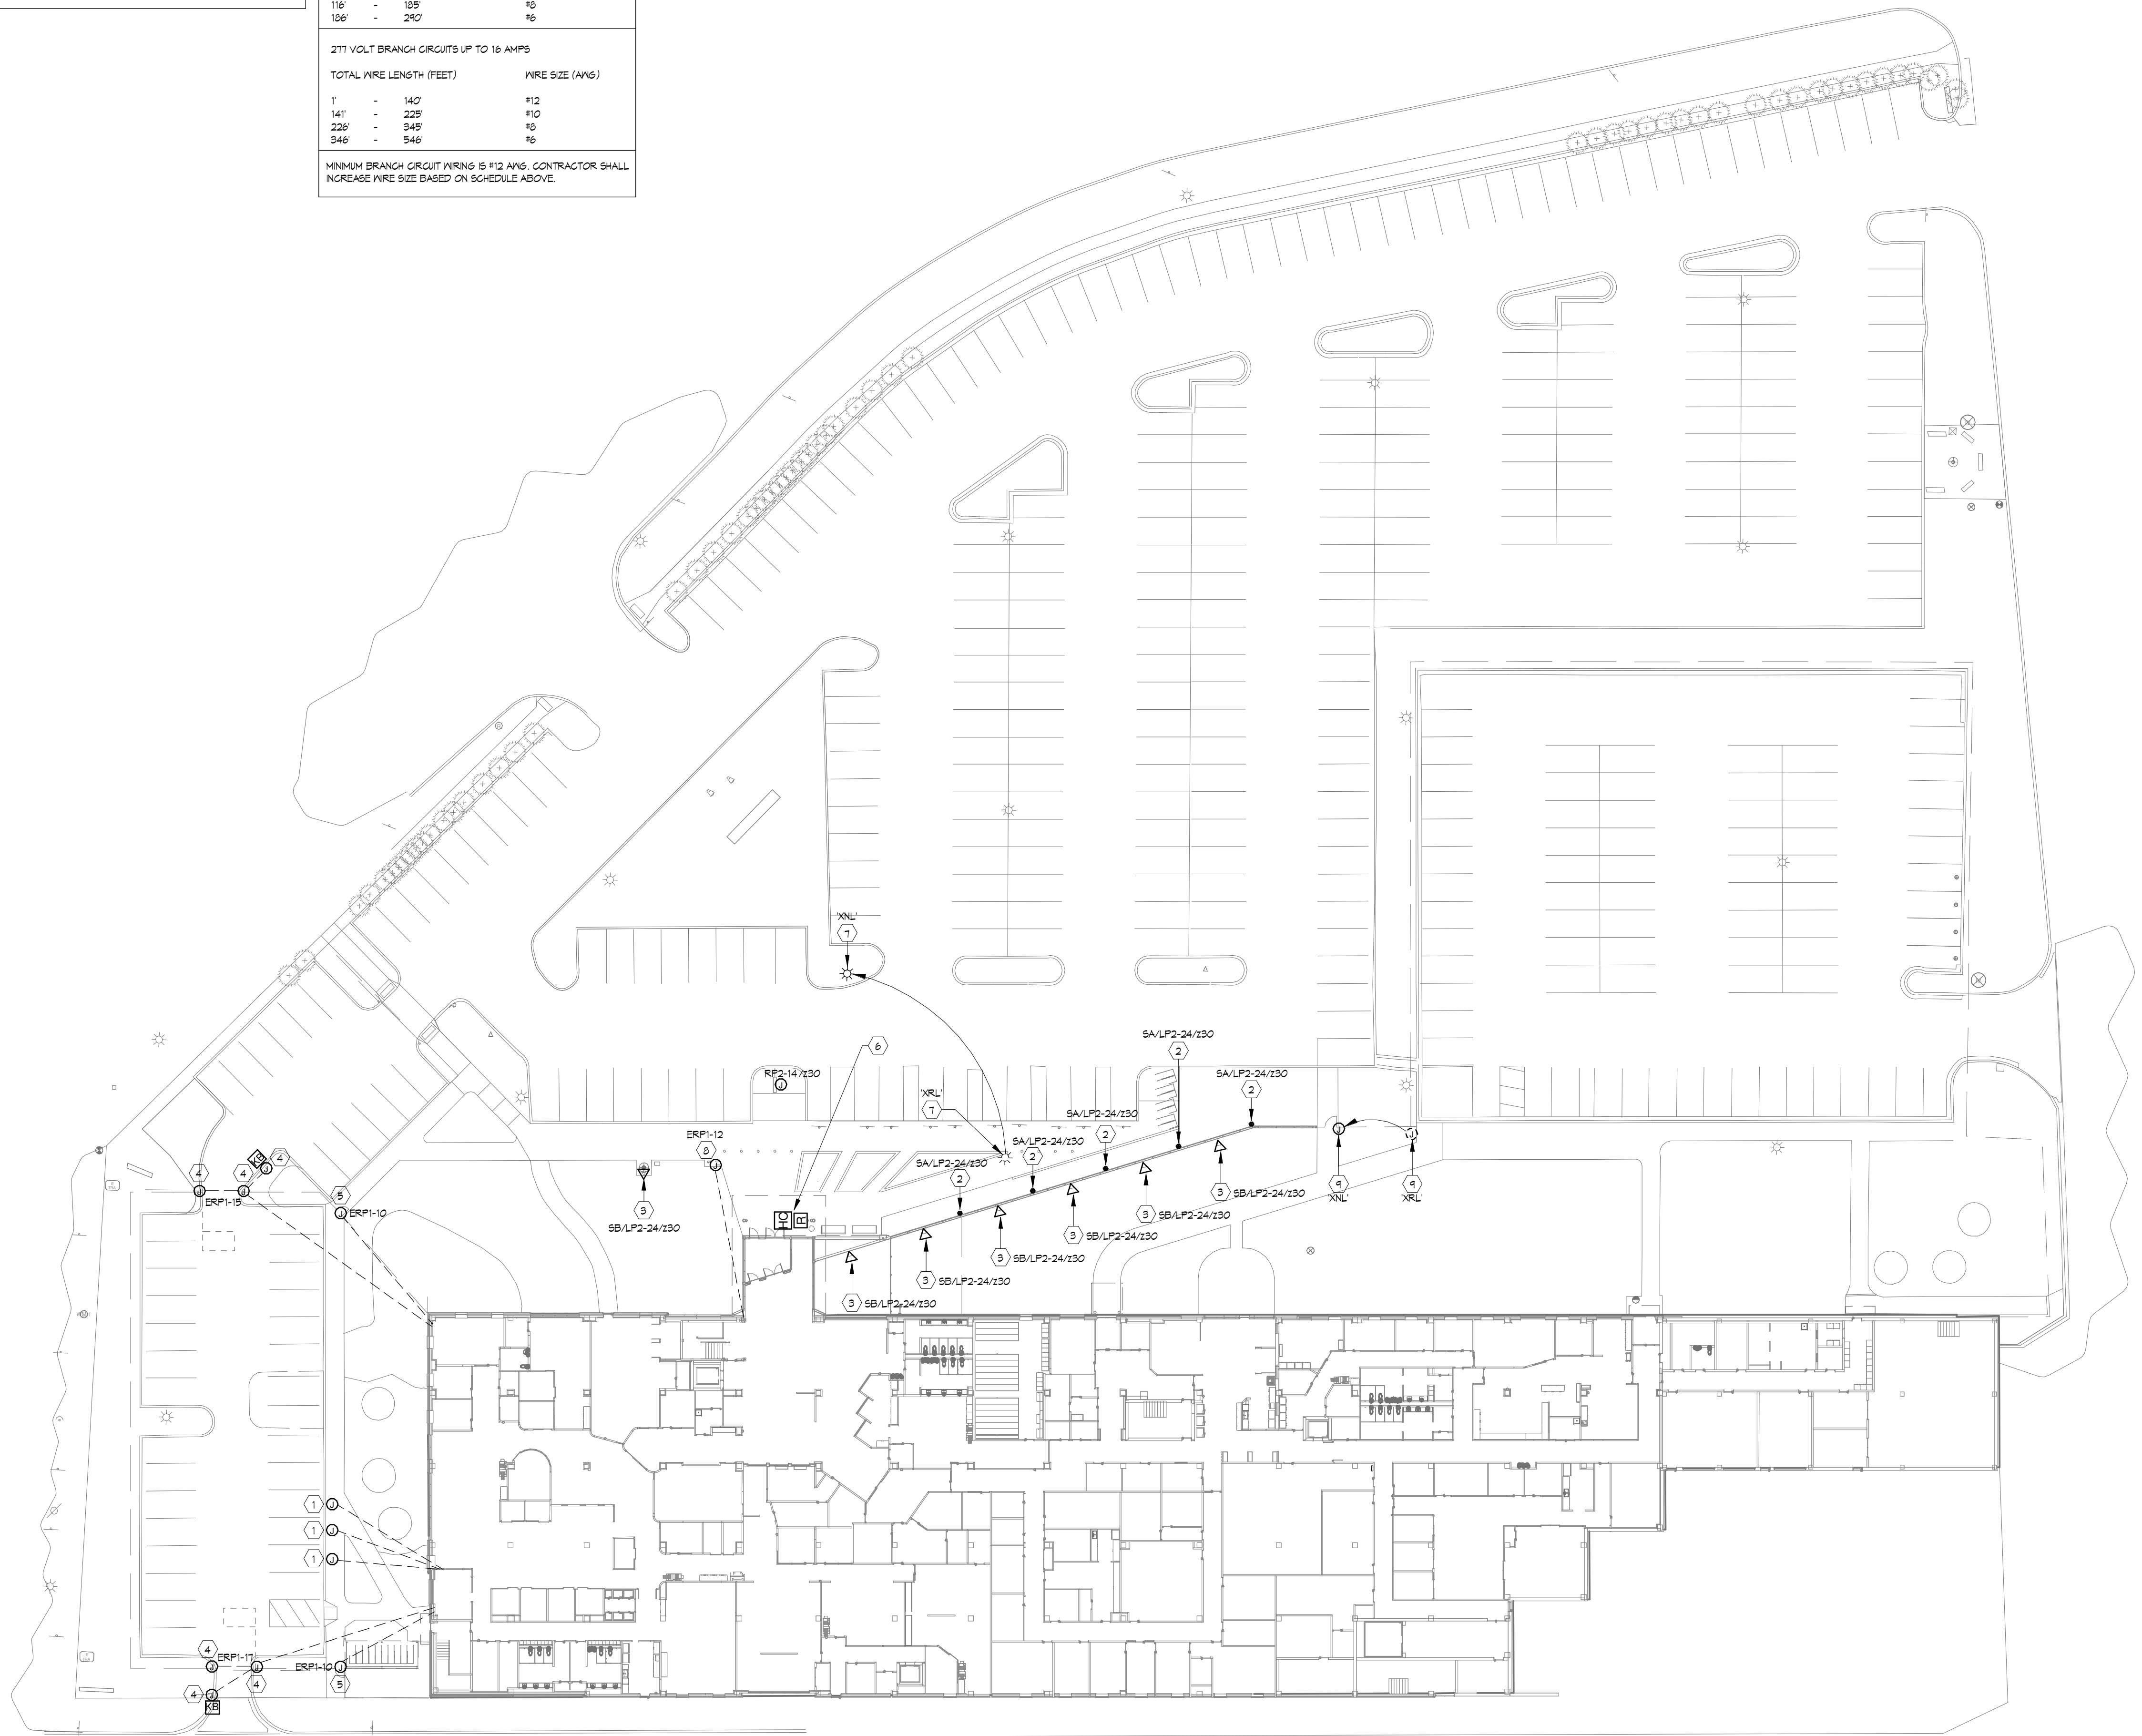 116' - 185' #8
186' - 290' #6
277 VOLT BRANCH CIRCUITS UP TO 16 AMPS
TOTAL WIRE LENGTH (FEET) WIRE SIZE (AWG)
1' - 140' #12
141' - 225' #10
226' - 345' #8
346' - 546' #6
MINIMUM BRANCH CIRCUIT WIRING IS #12 AWG. CONTRACTOR SHALL
INCREASE WIRE SIZE BASED ON SCHEDULE ABOVE.
'XNL'
7
6
SA/LP2-24/z30
2
RP2-14/z30
J
SA/LP2-24/z30
2
'XRL'
7
SA/LP2-24/z30
2
J
J
ERP1-12
8
J
SA/LP2-24/z30
2
SA/LP2-24/z30
2
KB
J
4
4
4
J
J
ERP1-15
9
'XNL'
9
'XRL'
3
SB/LP2-24/z30
3
SB/LP2-24/z30
5
J
ERP1-10
3
SB/LP2-24/z30
HC
R
3
SB/LP2-24/z30
3
SB/LP2-24/z30
3
SB/LP2-24/z30
3
SB/LP2-24/z30
1
J
1
J
1
J
4
ERP1-17
J
J
4
ERP1-10
J
5
4
J
KB